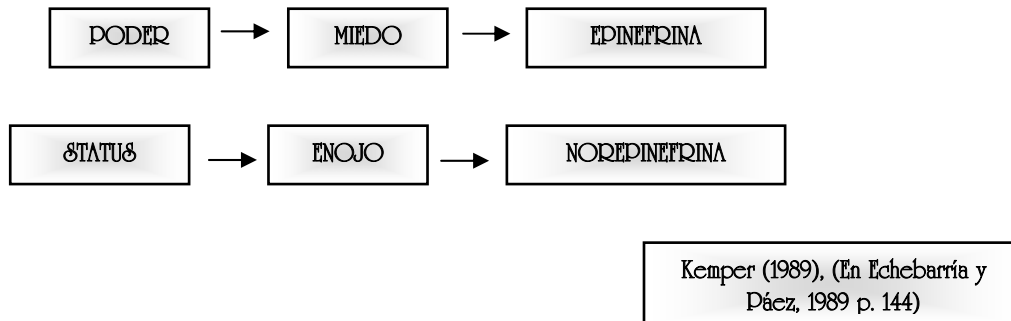 PODER
MIEDO
EPINEFRINA
STATUS
ENOJO
NOREPINEFRINA
Kemper (1989), (En Echebarría y
Páez, 1989 p. 144)